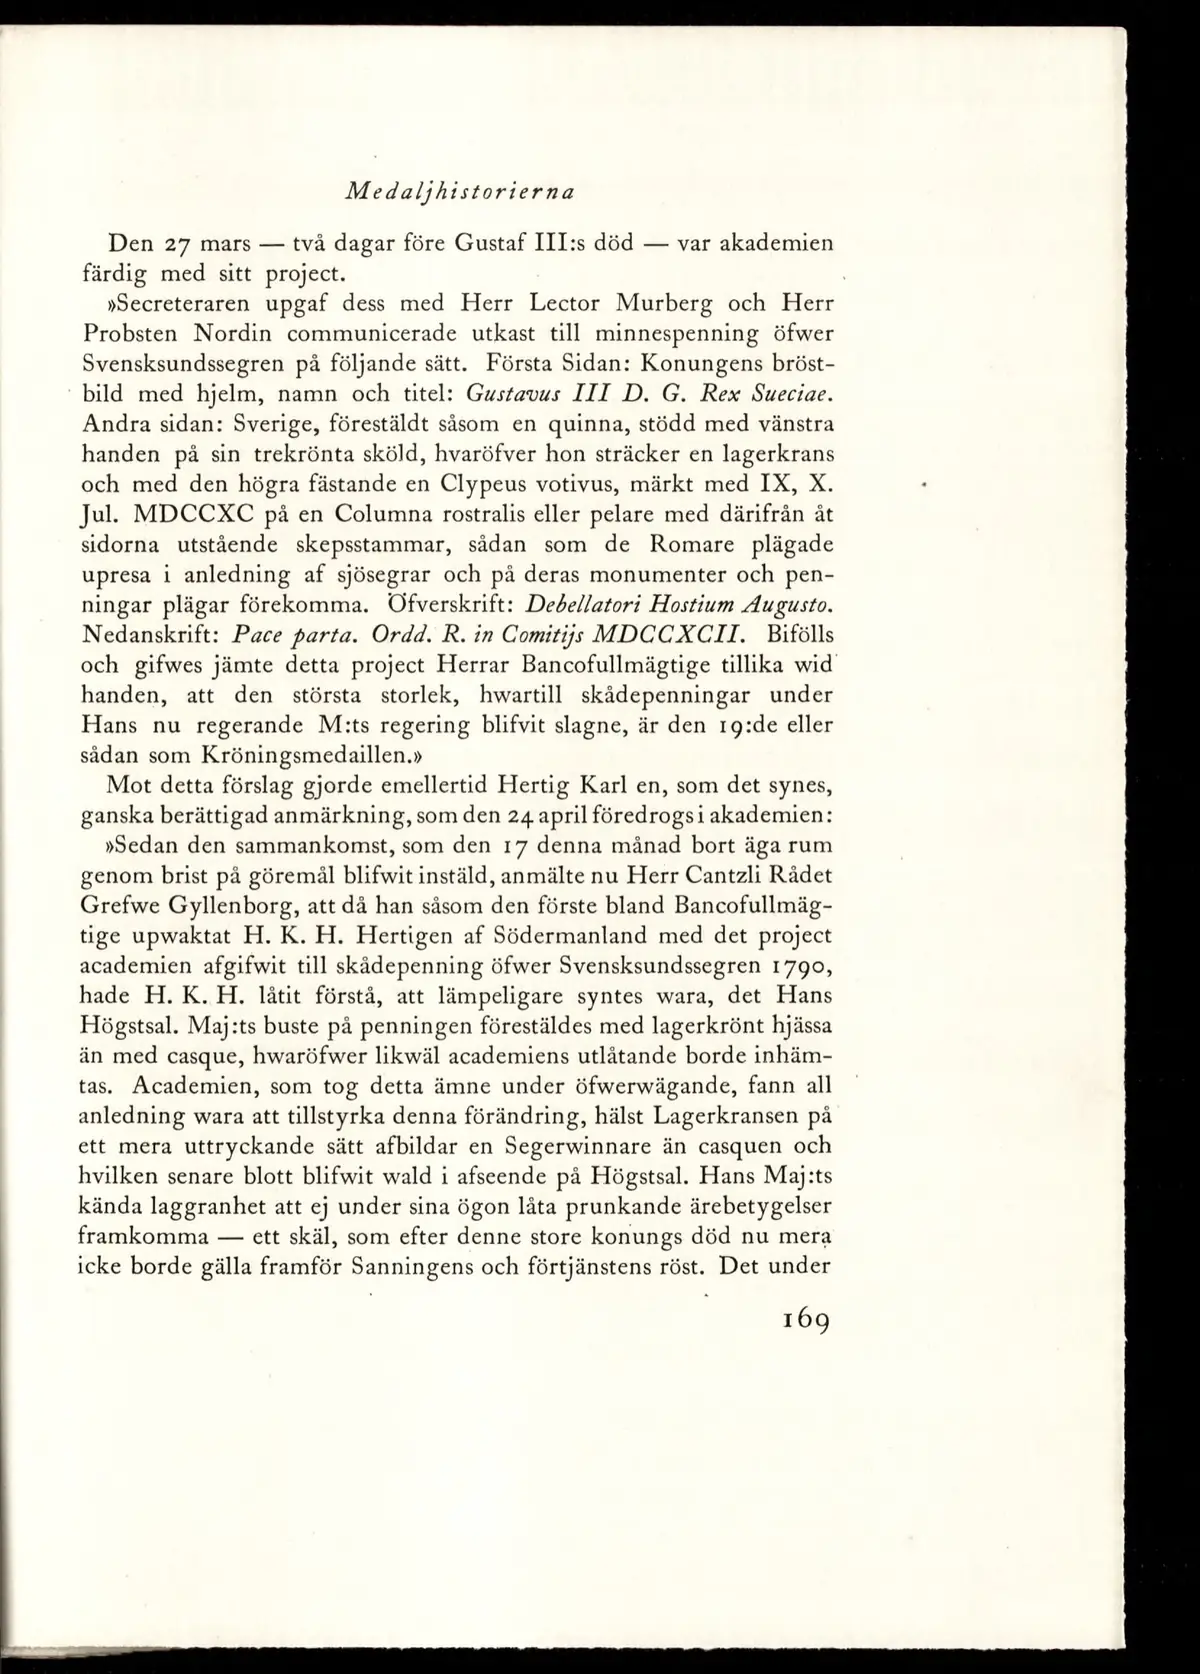 Medaljhistorierna
Den 27 mars — två dagar före Gustaf III:s död — var akademien
färdig med sitt project.
»Secreteraren upgaf dess med Herr Lector Murberg och Herr
Probsten Nordin communicerade utkast till minnespenning öfwer
Svensksundssegren på följande sätt. Första Sidan: Konungens bröst-
bild med hjelm, namn och titel: Gustavus III D. G. Rex Sueciae.
Andra sidan: Sverige, förestäldt såsom en quinna, stödd med vänstra
handen på sin trekrönta sköld, hvaröfver hon sträcker en lagerkrans
och med den högra fästande en Clypeus votivus, märkt med IX, X.
Jul. MDCCXC på en Columna rostralis eller pelare med därifrån åt
sidorna utstående skepsstammar, sådan som de Romare plägade
upresa i anledning af sjösegrar och på deras monumenter och pen-
ningar plägar förekomma. Öfverskrift: Debellatori Hostium Augusto.
Nedanskrift: Pace parta. Ordd. R. in Comitijs MDCCXCII. Bifölls
och gifwes jämte detta project Herrar Bancofullmägtige tillika wid
handen, att den största storlek, hwartill skådepenningar under
Hans nu regerande M:ts regering blifvit slagne, är den 19:de eller
sådan som Kröningsmedaillen.»
Mot detta förslag gjorde emellertid Hertig Karl en, som det synes,
ganska berättigad anmärkning, som den 24 april föredrogs i akademien:
»Sedan den sammankomst, som den 17 denna månad bort äga rum
genom brist på göremål blifwit instäld, anmälte nu Herr Cantzli Rådet
Grefwe Gyllenborg, att då han såsom den förste bland Bancofullmäg-
tige upwaktat H. K. H. Hertigen af Södermanland med det project
academien afgifwit till skådepenning öfwer Svensksundssegren 1790,
hade H. K. H. låtit förstå, att lämpeligare syntes wara, det Hans
Högstsal. Maj:ts buste på penningen förestäldes med lagerkrönt hjässa
än med casque, hwaröfwer likwäl academiens utlåtande borde inhäm-
tas. Academien, som tog detta ämne under öfwerwägande, fann all
anledning wara att tillstyrka denna förändring, hälst Lagerkransen på
ett mera uttryckande sätt afbildar en Segerwinnare än casquen och
hvilken senare blott blifwit wald i afseende på Högstsal. Hans Maj:ts
kända laggranhet att ej under sina ögon låta prunkande ärebetygelser
framkomma — ett skäl, som efter denne store konungs död nu mera
icke borde gälla framför Sanningens och förtjänstens röst. Det under
169